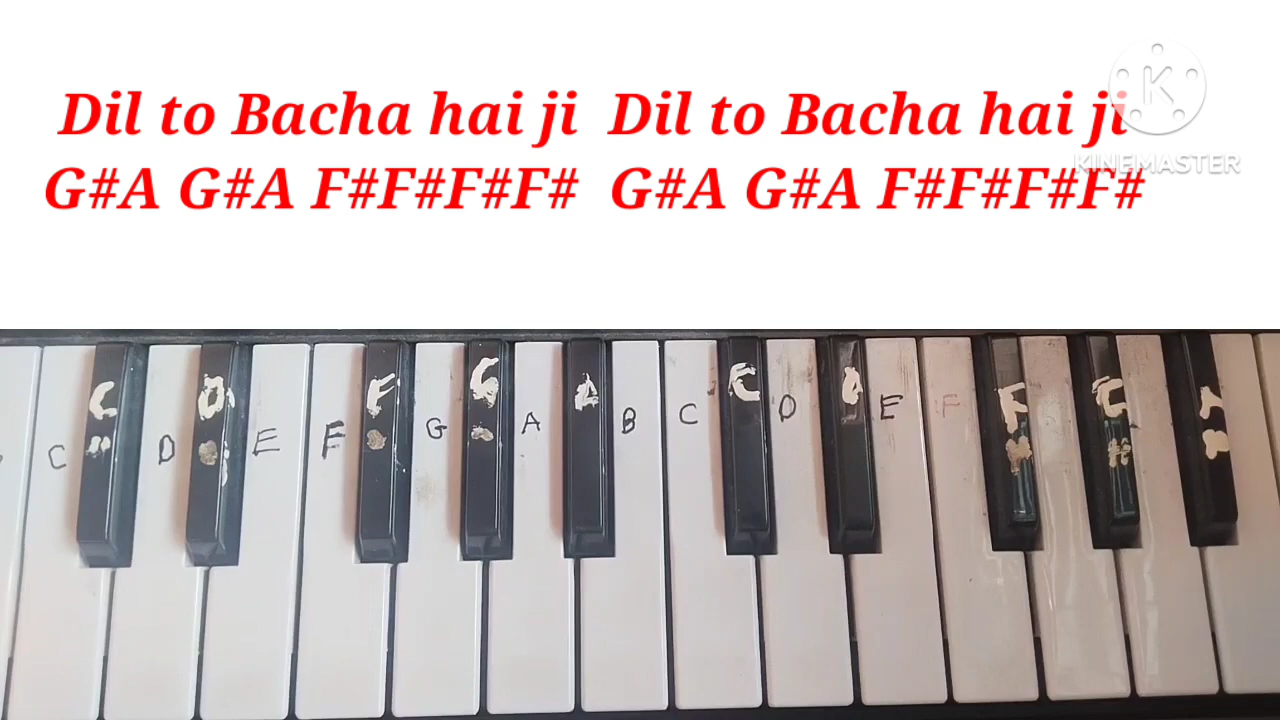 Dil to Bacha hai ji Dil to Bacha hai ji
G#A G#A F#F#F#F# G#A G#A F#F#F#F#
K
KINEMASTER
C D F G A C
C D E F G A B C D E F F
#
#